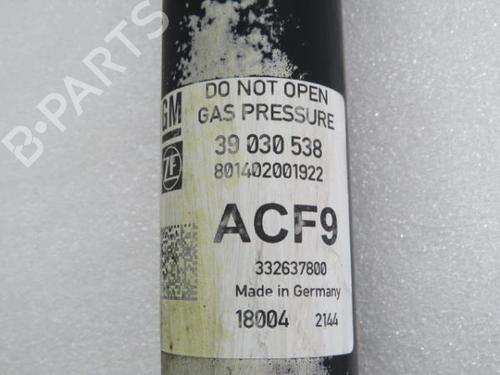 B-PARTS
GM
DO NOT OPEN
GAS PRESSURE
ZF
39 030 538
801402001922
ACF9
332637800
Made in Germany
18004 2144